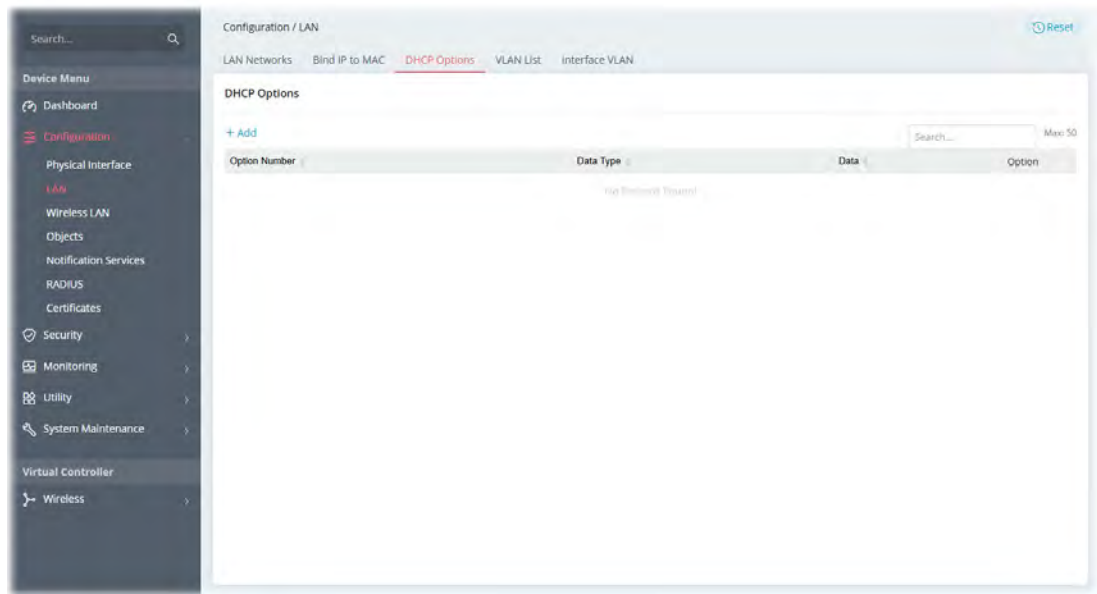 Search...
Device Menu
Dashboard
Configuration
Physical Interface
LAN
Wireless LAN
Objects
Notification Services
RADIUS
Certificates
Security
Monitoring
Utility
System Maintenance
Virtual Controller
Wireless
Configuration / LAN
Reset
LAN Networks Bind IP to MAC DHCP Options VLAN List Interface VLAN
DHCP Options
+ Add
Search...
Max: 50
Option Number Data Type Data Option